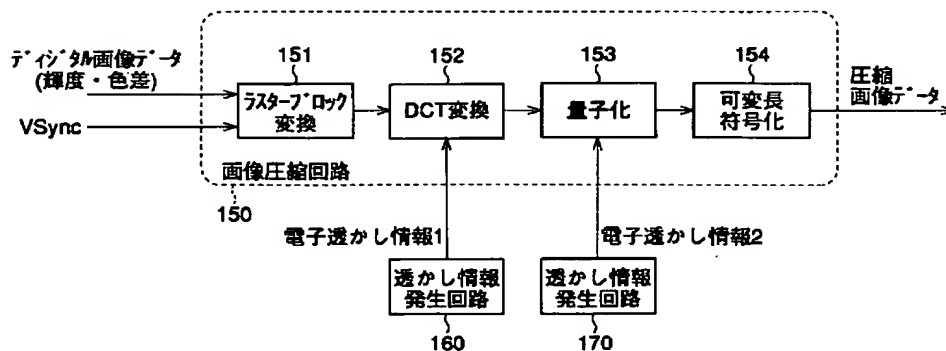 ディジタル画像データ
(輝度・色差)
VSync
151
ラスターブロック
変換
152
DCT変換
153
量子化
154
可変長
符号化
圧縮
画像データ
画像圧縮回路
150
電子透かし情報1
電子透かし情報2
透かし情報
発生回路
160
透かし情報
発生回路
170